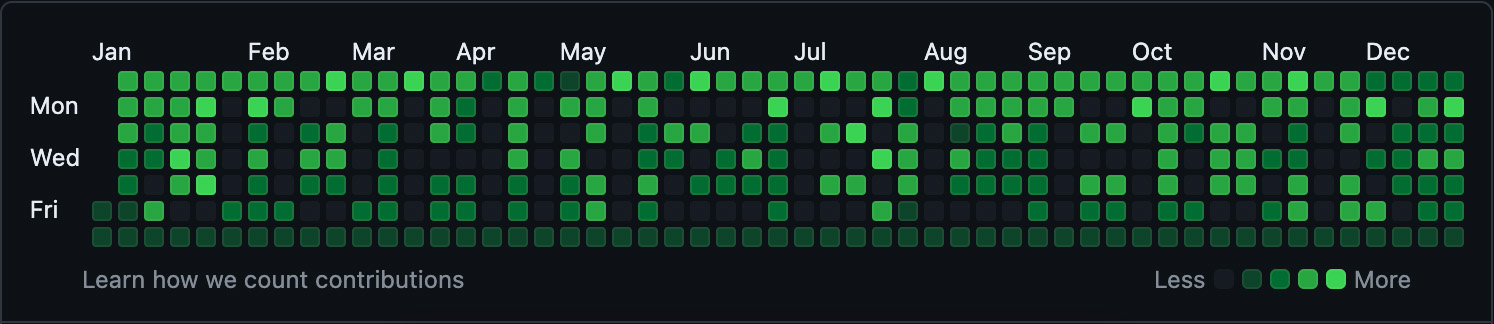 Jan Feb Mar Apr May Jun Jul Aug Sep Oct Nov Dec
Mon
Wed
Fri
Learn how we count contributions Less More